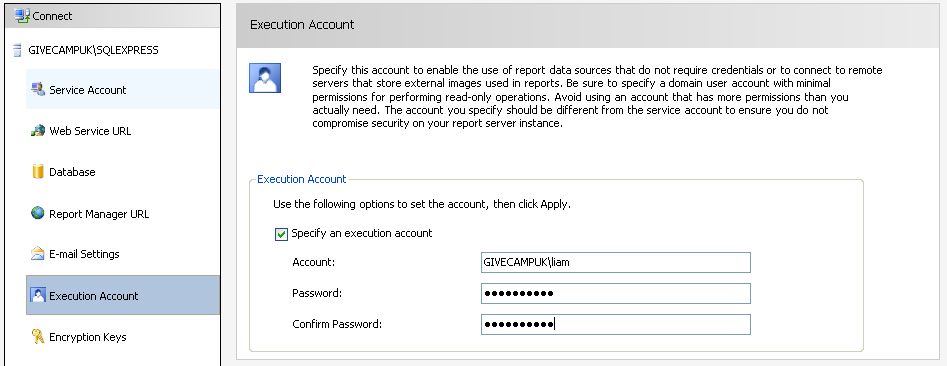 Connect
GIVECAMPUK\SQLEXPRESS
Service Account
Web Service URL
Database
Report Manager URL
E-mail Settings
Execution Account
Encryption Keys
Execution Account
Specify this account to enable the use of report data sources that do not require credentials or to connect to remote
servers that store external images used in reports. Be sure to specify a domain user account with minimal
permissions for performing read-only operations. Avoid using an account that has more permissions than you
actually need. The account you specify should be different from the service account to ensure you do not
compromise security on your report server instance.
Execution Account
Use the following options to set the account, then click Apply.
Specify an execution account
Account: GIVECAMPUK\liam
Password: ●●●●●●●●●●
Confirm Password: ●●●●●●●●●●